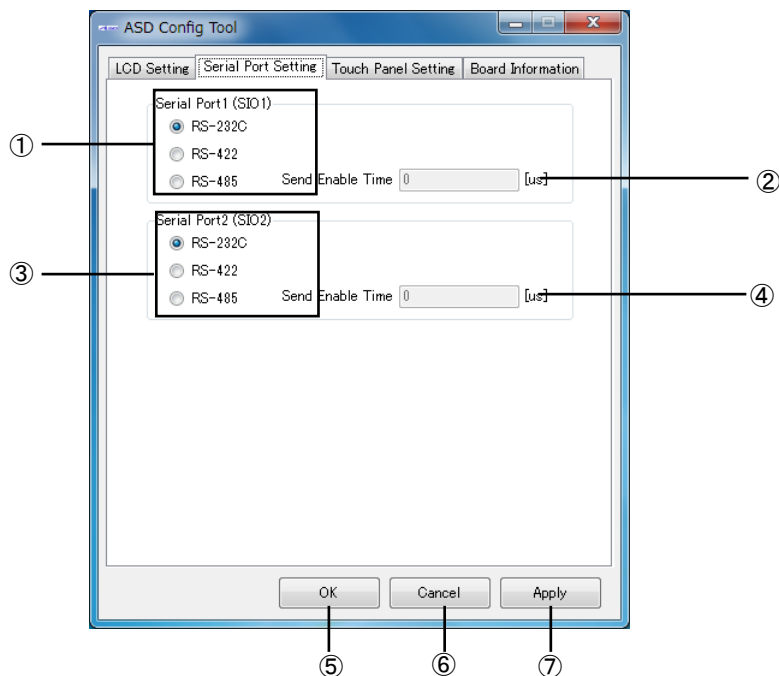 ASD Config Tool
LCD Setting Serial Port Setting Touch Panel Setting Board Information
Serial Port1 (SIO1)
RS-232C
① RS-422
RS-485 Send Enable Time 0 [us] ②
Serial Port2 (SIO2)
RS-232C
③ RS-422
RS-485 Send Enable Time 0 [us] ④
OK Cancel Apply
⑤ ⑥ ⑦